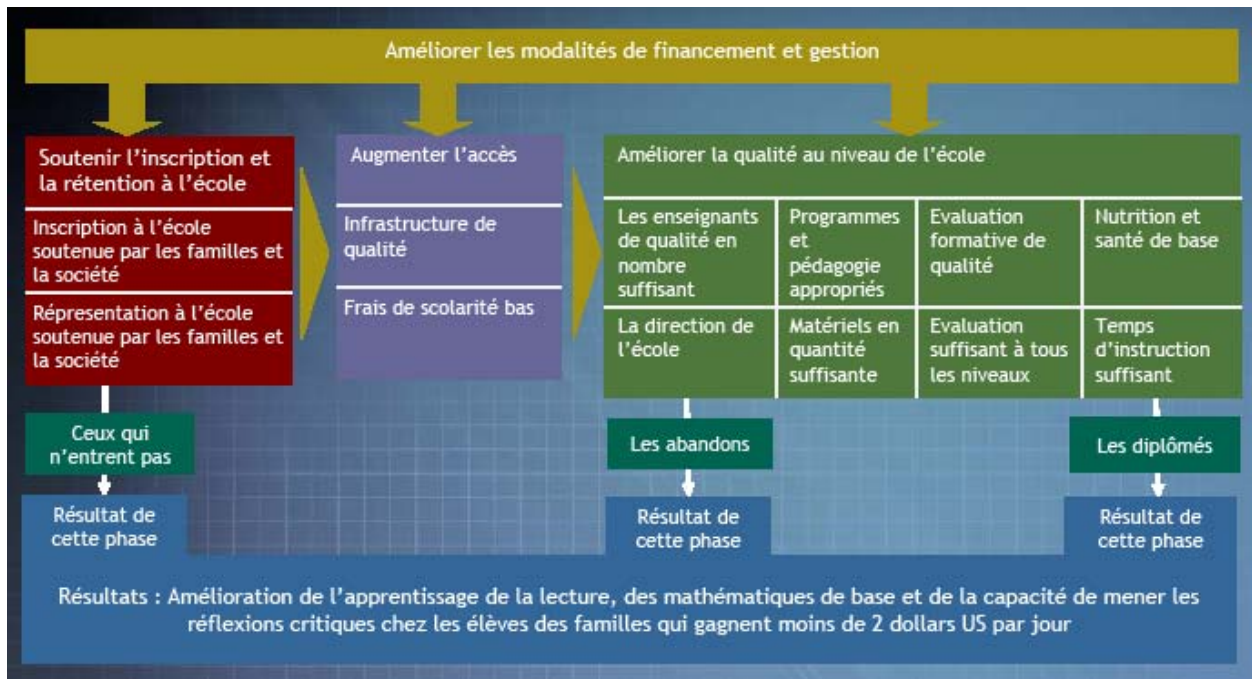 Améliorer les modalités de financement et gestion
Soutenir l'inscription et
la rétention à l'école
Inscription à l'école
soutenue par les familles et
la société
Répresentation à l'école
soutenue par les familles et
la société
Augmenter l'accès
Infrastructure de
qualité
Frais de scolarité bas
Améliorer la qualité au niveau de l'école
Les enseignants
de qualité en
nombre
suffisant
Programmes
et
pédagogie
appropriés
Evaluation
formative de
qualité
Nutrition et
santé de base
La direction de
l'école
Matériels en
quantité
suffisante
Evaluation
suffisant à tous
les niveaux
Temps
d'instruction
suffisant
Ceux qui
n'entrent pas
Les abandons
Les diplômés
Résultat de
cette phase
Résultat de
cette phase
Résultat de
cette phase
Résultats : Amélioration de l'apprentissage de la lecture, des mathématiques de base et de la capacité de mener les
réflexions critiques chez les élèves des familles qui gagnent moins de 2 dollars US par jour